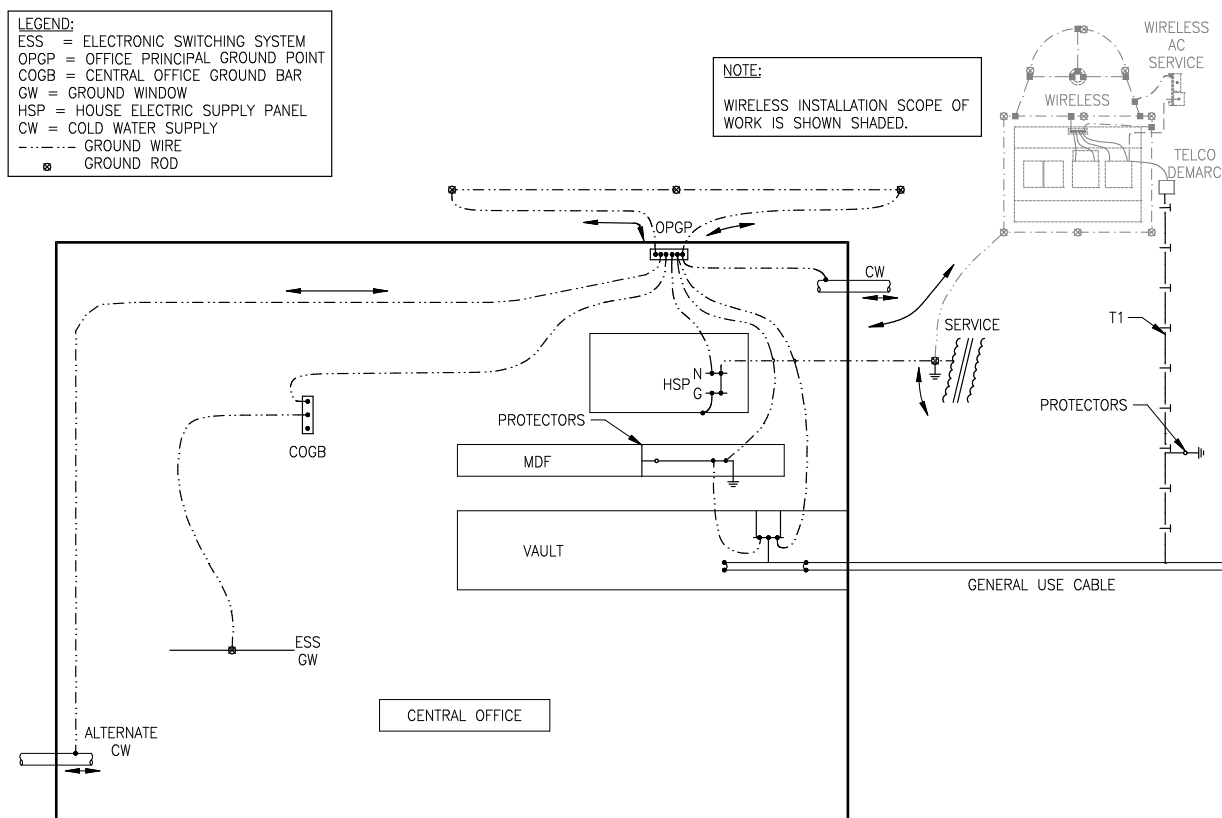 LEGEND:
ESS = ELECTRONIC SWITCHING SYSTEM
OPGP = OFFICE PRINCIPAL GROUND POINT
COGB = CENTRAL OFFICE GROUND BAR
GW = GROUND WINDOW
HSP = HOUSE ELECTRIC SUPPLY PANEL
CW = COLD WATER SUPPLY
GROUND WIRE
GROUND ROD
NOTE:
WIRELESS INSTALLATION SCOPE OF
WORK IS SHOWN SHADED.
WIRELESS
AC
SERVICE
WIRELESS
TELCO
DEMARC
OPGP
CW
SERVICE
T1
N
HSP
G
PROTECTORS
PROTECTORS
COGB
MDF
VAULT
GENERAL USE CABLE
ESS
GW
CENTRAL OFFICE
ALTERNATE
CW